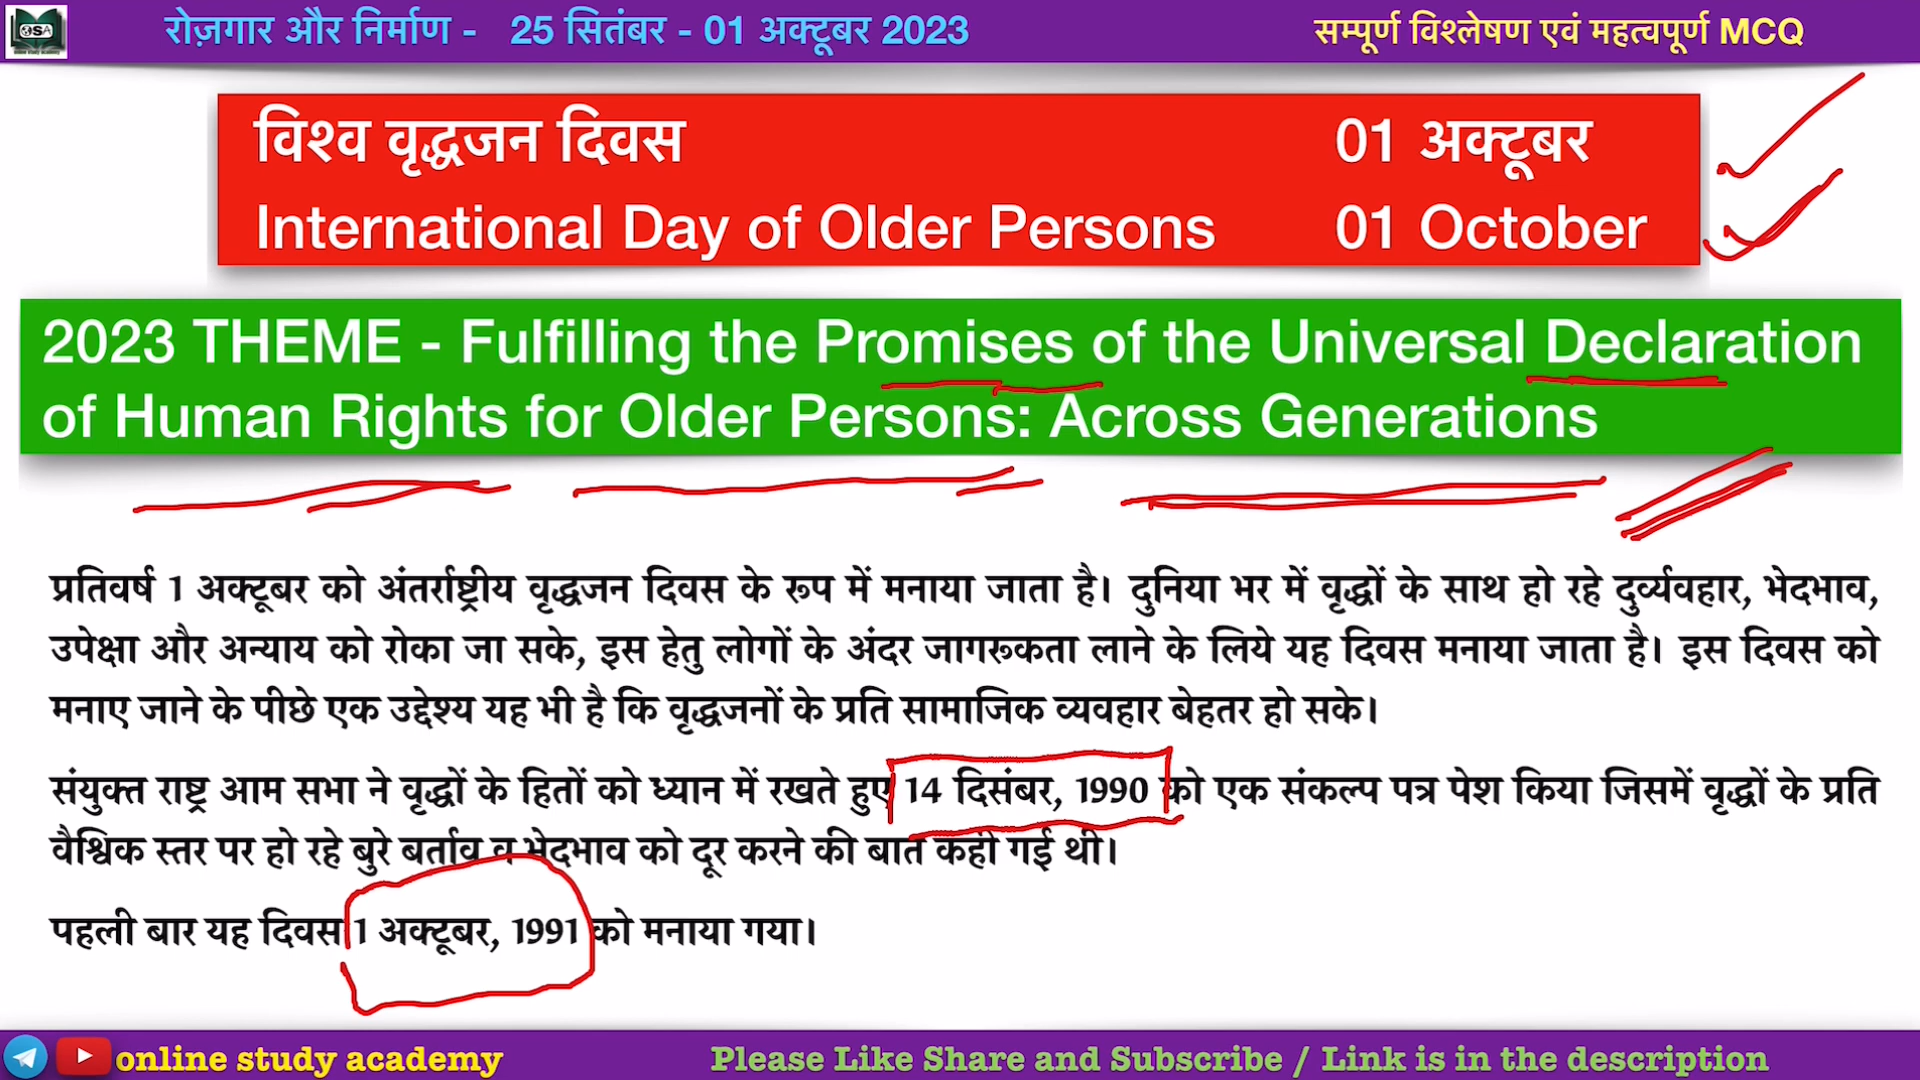 OSA
रोज़गार और निर्माण - 25 सितंबर - 01 अक्टूबर 2023
सम्पूर्ण विश्लेषण एवं महत्वपूर्ण MCQ
विश्व वृद्धजन दिवस 01 अक्टूबर
International Day of Older Persons 01 October
2023 THEME - Fulfilling the Promises of the Universal Declaration
of Human Rights for Older Persons: Across Generations
प्रतिवर्ष 1 अक्टूबर को अंतर्राष्ट्रीय वृद्धजन दिवस के रूप में मनाया जाता है। दुनिया भर में वृद्धों के साथ हो रहे दुर्व्यवहार, भेदभाव,
उपेक्षा और अन्याय को रोका जा सके, इस हेतु लोगों के अंदर जागरूकता लाने के लिये यह दिवस मनाया जाता है। इस दिवस को
मनाए जाने के पीछे एक उद्देश्य यह भी है कि वृद्धजनों के प्रति सामाजिक व्यवहार बेहतर हो सके।
संयुक्त राष्ट्र आम सभा ने वृद्धों के हितों को ध्यान में रखते हुए 14 दिसंबर, 1990 को एक संकल्प पत्र पेश किया जिसमें वृद्धों के प्रति
वैश्विक स्तर पर हो रहे बुरे बर्ताव व भेदभाव को दूर करने की बात कही गई थी।
पहली बार यह दिवस 1 अक्टूबर, 1991 को मनाया गया।
online study academy
Please Like Share and Subscribe / Link is in the description